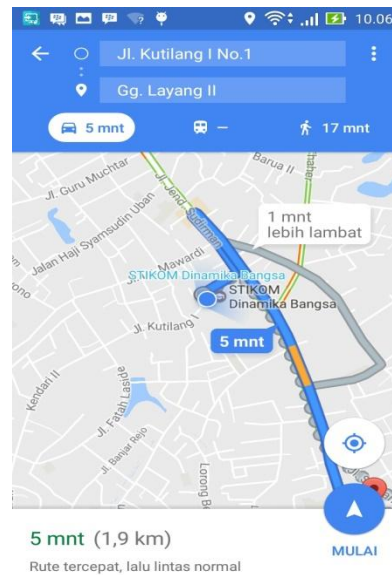 10.06
Jl. Kutilang I No.1
Gg. Layang II
5 mnt
–
17 mnt
Barua II
Jl. Guru Muchtar
Jl. Jend. Sudirman
1 mnt
lebih lambat
Jalan Haji Syamsudin Uban
Mawardi
STIKOM Dinamika Bangsa
STIKOM
Dinamika Bangsa
Jl. Kutilang I
5 mnt
Kendari II
Jl. Fatah Laside
Jl. Banjar Rejo
Lorong B
5 mnt (1,9 km)
MULAI
Rute tercepat, lalu lintas normal